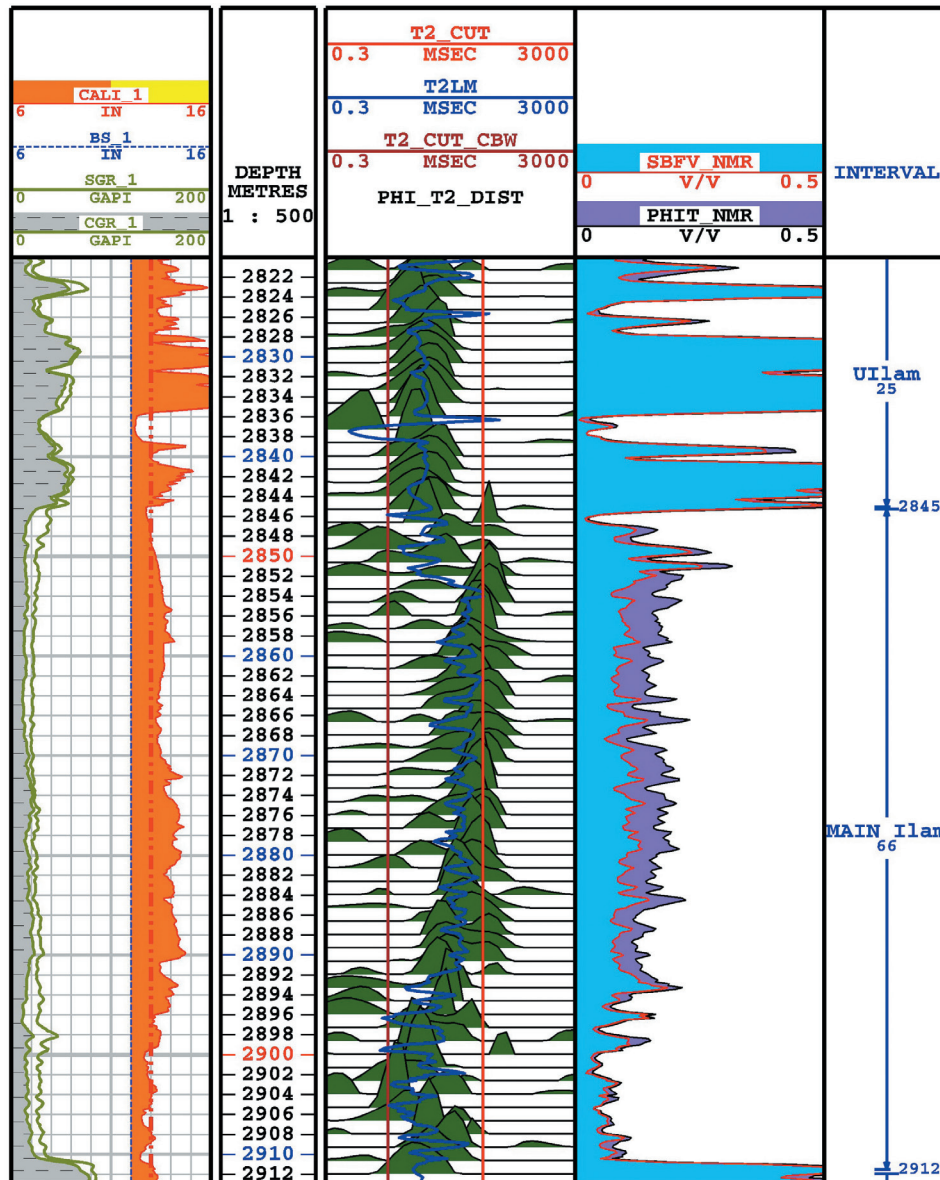 CALI_1
6 IN 16
BS_1
6 IN 16
SGR_1
0 GAPI 200
CGR_1
0 GAPI 200
DEPTH
METRES
1 : 500
T2_CUT
0.3 MSEC 3000
T2LM
0.3 MSEC 3000
T2_CUT_CBW
0.3 MSEC 3000
PHI_T2_DIST
SBFV_NMR
0 V/V 0.5
PHIT_NMR
0 V/V 0.5
INTERVAL
2822
2824
2826
2828
2830
2832
2834
2836
2838
2840
2842
2844
2846
2848
2850
2852
2854
2856
2858
2860
2862
2864
2866
2868
2870
2872
2874
2876
2878
2880
2882
2884
2886
2888
2890
2892
2894
2896
2898
2900
2902
2904
2906
2908
2910
2912
UIlam
25
2845
MAIN Ilam
66
2912